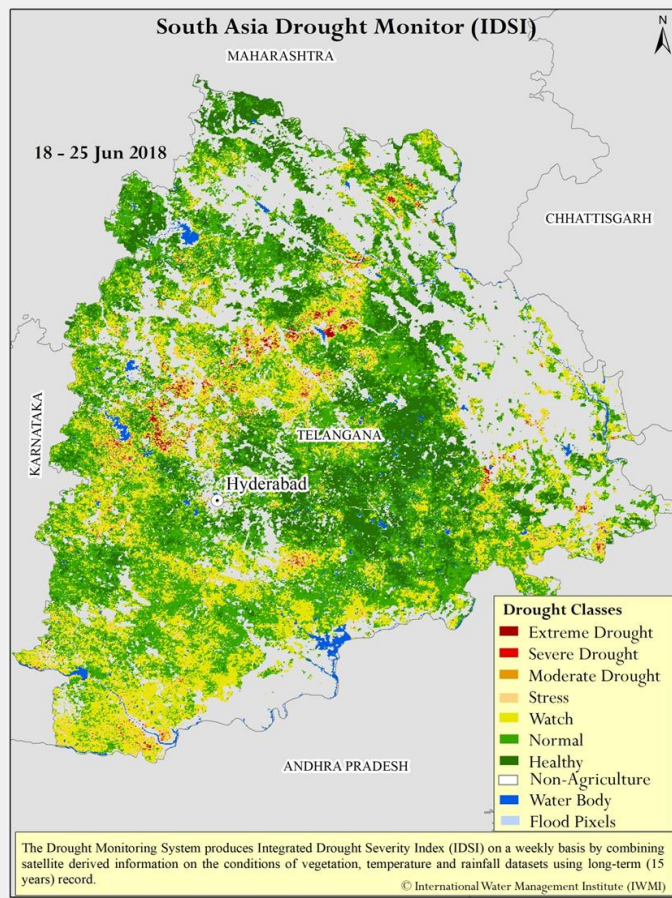 South Asia Drought Monitor (IDSI)
N
MAHARASHTRA
18 - 25 Jun 2018
CHHATTISGARH
KARNATAKA
TELANGANA
Hyderabad
Drought Classes
Extreme Drought
Severe Drought
Moderate Drought
Stress
Watch
Normal
Healthy
Non-Agriculture
Water Body
Flood Pixels
ANDHRA PRADESH
The Drought Monitoring System produces Integrated Drought Severity Index (IDSI) on a weekly basis by combining
satellite derived information on the conditions of vegetation, temperature and rainfall datasets using long-term (15
years) record.
© International Water Management Institute (IWMI)